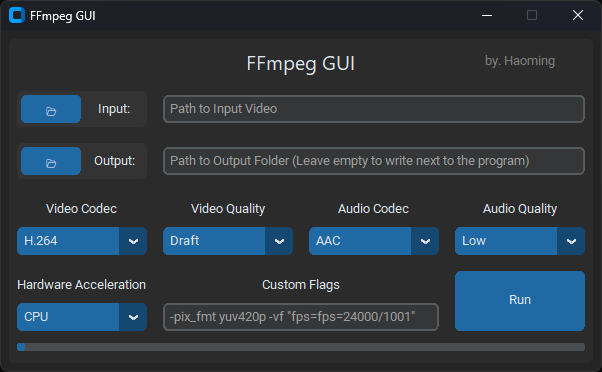 FFmpeg GUI
FFmpeg GUI
by. Haoming
Input:
Path to Input Video
Output:
Path to Output Folder (Leave empty to write next to the program)
Video Codec
Video Quality
Audio Codec
Audio Quality
H.264
Draft
AAC
Low
Hardware Acceleration
Custom Flags
Run
CPU
-pix_fmt yuv420p -vf "fps=fps=24000/1001"